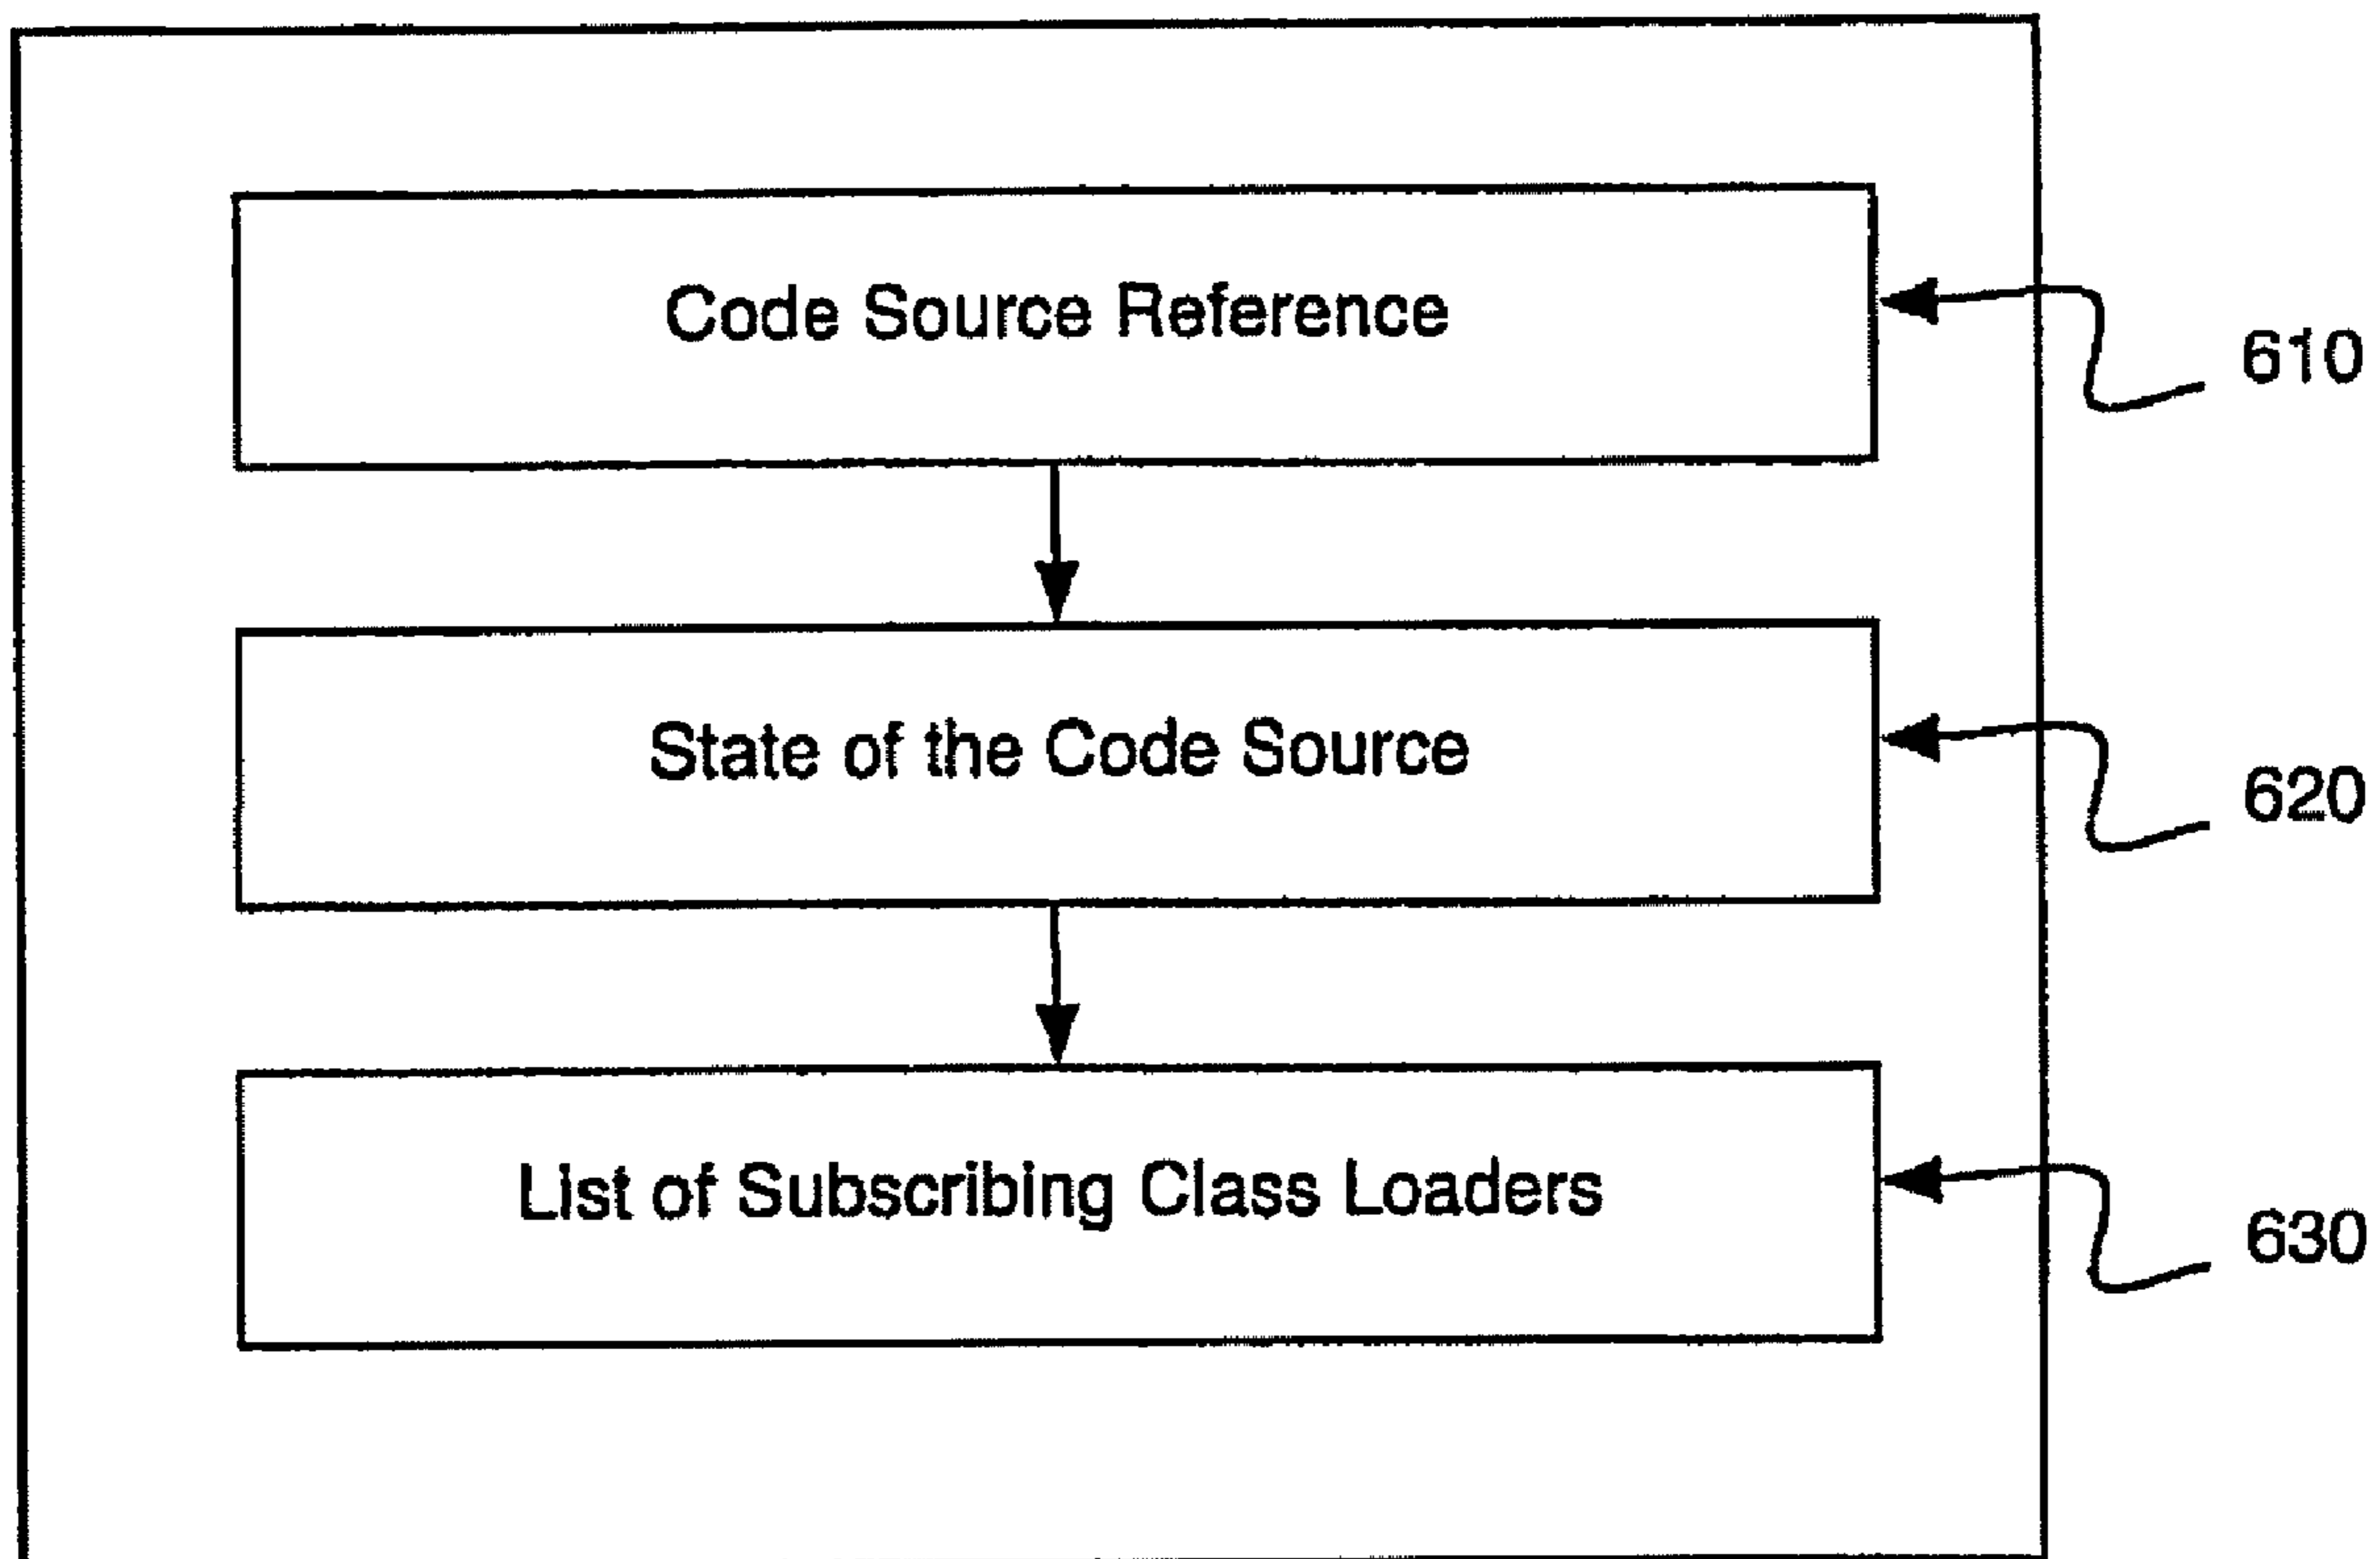 Code Source Reference
610
State of the Code Source
620
List of Subscribing Class Loaders
630